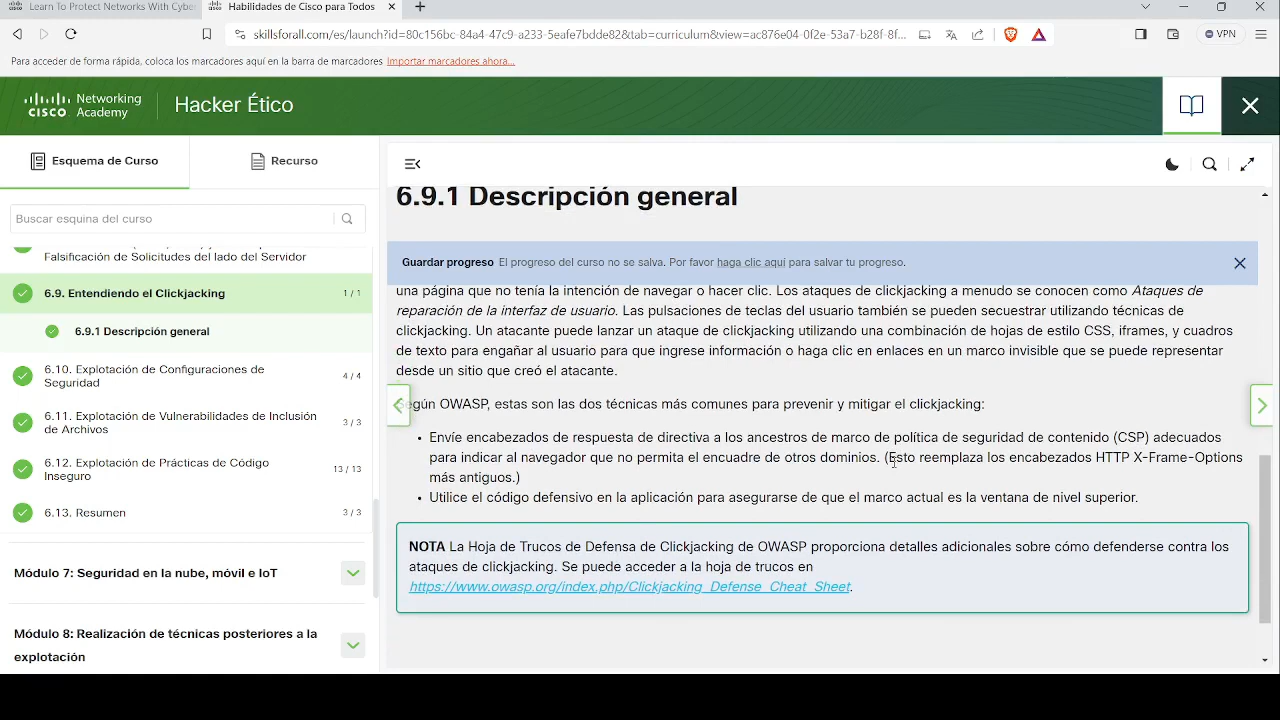 Learn To Protect Networks With Cyber
Habilidades de Cisco para Todos
skillsforall.com/es/launch?id=80c156bc-84a4-47c9-a233-5eafe7bdde82&tab=curriculum&view=ac876e04-0f2e-53a7-b28f-8f...
VPN
Para acceder de forma rápida, coloca los marcadores aquí en la barra de marcadores Importar marcadores ahora...
Networking
CISCO Academy
Hacker Ético
Esquema de Curso
Recurso
Buscar esquina del curso
Falsificación de Solicitudes del lado del Servidor
6.9. Entendiendo el Clickjacking 1 / 1
6.9.1 Descripción general
6.10. Explotación de Configuraciones de
Seguridad 4 / 4
6.11. Explotación de Vulnerabilidades de Inclusión
de Archivos 3 / 3
6.12. Explotación de Prácticas de Código
Inseguro 13 / 13
6.13. Resumen 3 / 3
Módulo 7: Seguridad en la nube, móvil e IoT
Módulo 8: Realización de técnicas posteriores a la
explotación
6.9.1 Descripción general
Guardar progreso El progreso del curso no se salva. Por favor haga clic aquí para salvar tu progreso.
una página que no tenía la intención de navegar o hacer clic. Los ataques de clickjacking a menudo se conocen como Ataques de
reparación de la interfaz de usuario. Las pulsaciones de teclas del usuario también se pueden secuestrar utilizando técnicas de
clickjacking. Un atacante puede lanzar un ataque de clickjacking utilizando una combinación de hojas de estilo CSS, iframes, y cuadros
de texto para engañar al usuario para que ingrese información o haga clic en enlaces en un marco invisible que se puede representar
desde un sitio que creó el atacante.
Según OWASP, estas son las dos técnicas más comunes para prevenir y mitigar el clickjacking:
• Envíe encabezados de respuesta de directiva a los ancestros de marco de política de seguridad de contenido (CSP) adecuados
para indicar al navegador que no permita el encuadre de otros dominios. (Esto reemplaza los encabezados HTTP X-Frame-Options
más antiguos.)
• Utilice el código defensivo en la aplicación para asegurarse de que el marco actual es la ventana de nivel superior.
NOTA La Hoja de Trucos de Defensa de Clickjacking de OWASP proporciona detalles adicionales sobre cómo defenderse contra los
ataques de clickjacking. Se puede acceder a la hoja de trucos en
https://www.owasp.org/index.php/Clickjacking_Defense_Cheat_Sheet.